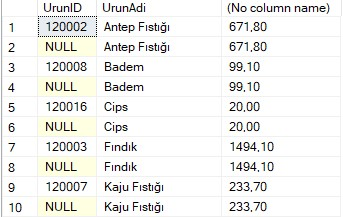 UrunID UrunAdi (No column name)
1 120002 Antep Fıstığı 671,80
2 NULL Antep Fıstığı 671,80
3 120008 Badem 99,10
4 NULL Badem 99,10
5 120016 Cips 20,00
6 NULL Cips 20,00
7 120003 Fındık 1494,10
8 NULL Fındık 1494,10
9 120007 Kaju Fıstığı 233,70
10 NULL Kaju Fıstığı 233,70